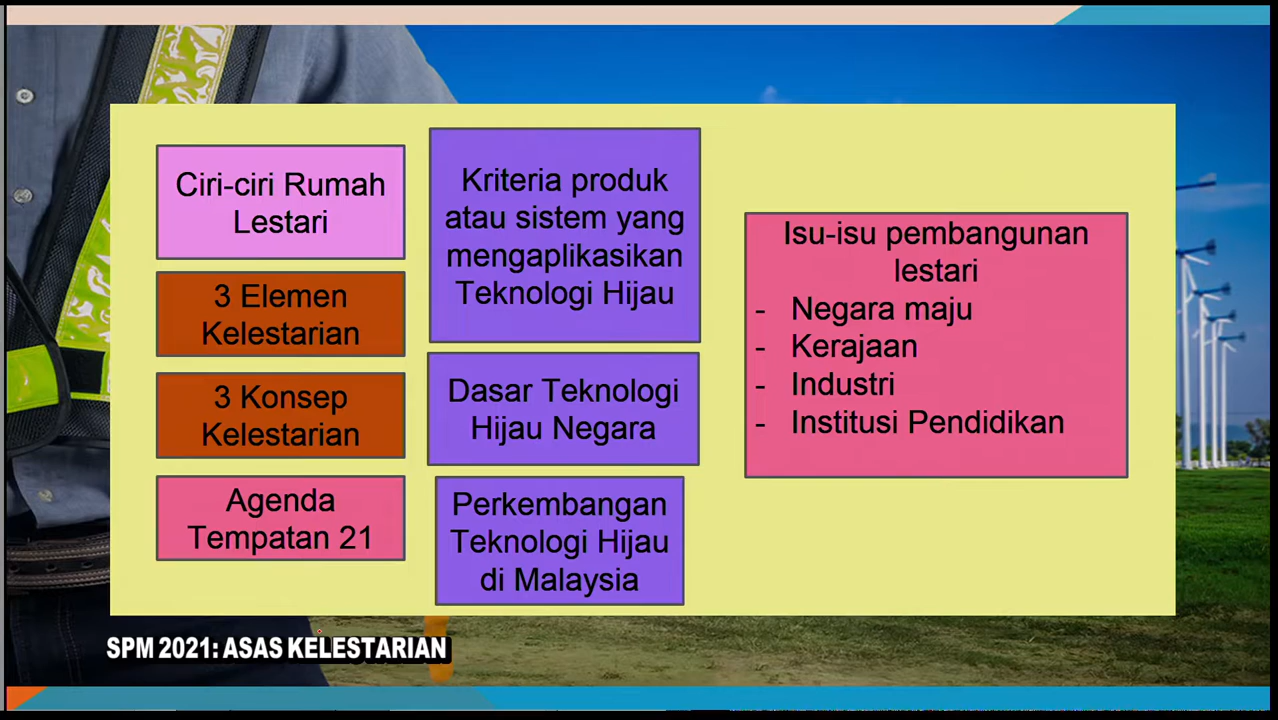 Ciri-ciri Rumah
Lestari
3 Elemen
Kelestarian
3 Konsep
Kelestarian
Agenda
Tempatan 21
Kriteria produk
atau sistem yang
mengaplikasikan
Teknologi Hijau
Dasar Teknologi
Hijau Negara
Perkembangan
Teknologi Hijau
di Malaysia
Isu-isu pembangunan
lestari
- Negara maju
- Kerajaan
- Industri
- Institusi Pendidikan
SPM 2021: ASAS KELESTARIAN